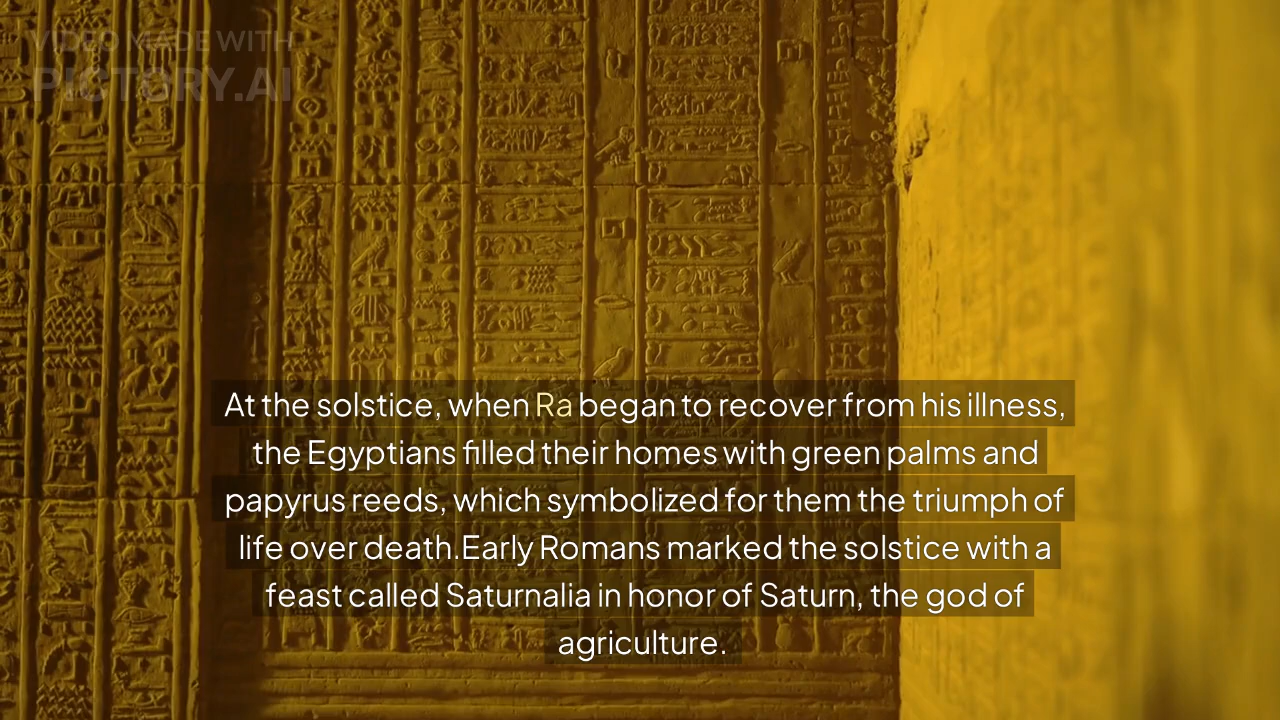 VIDEO MADE WITH
PICTORY.AI
At the solstice, when Ra began to recover from his illness,
the Egyptians filled their homes with green palms and
papyrus reeds, which symbolized for them the triumph of
life over death.Early Romans marked the solstice with a
feast called Saturnalia in honor of Saturn, the god of
agriculture.